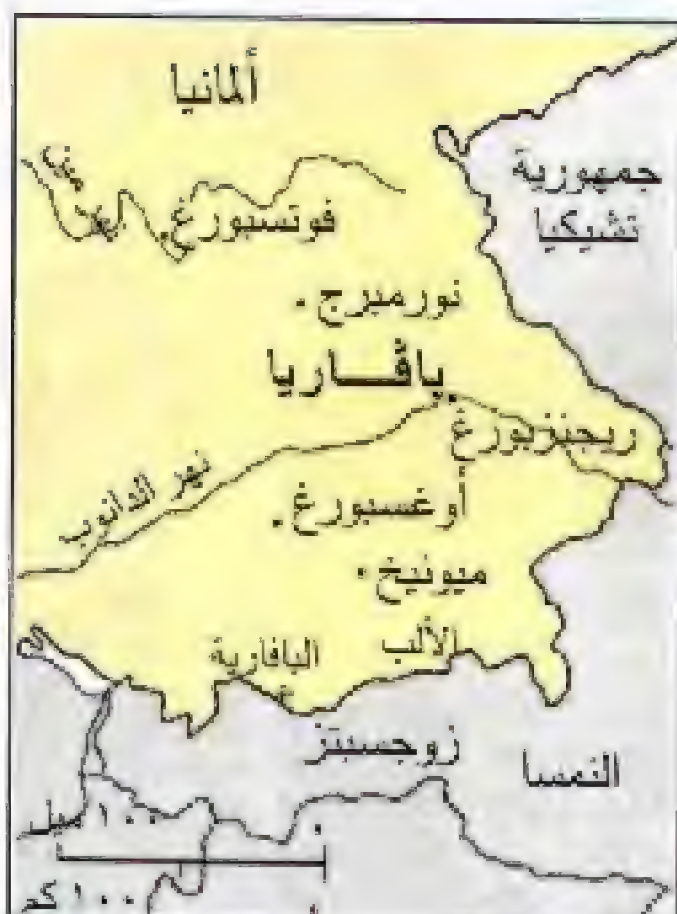 ألمانيا
جمهورية
تشيكيا
فوتسبورغ
نورمبرج
بافاريا
ريجنزبورغ
نهر الدانوب
أوغسبورغ
ميونيخ
الألب
البافارية
زوجسبتز
النمسا
١٠٠ ميل
١٠٠ كم